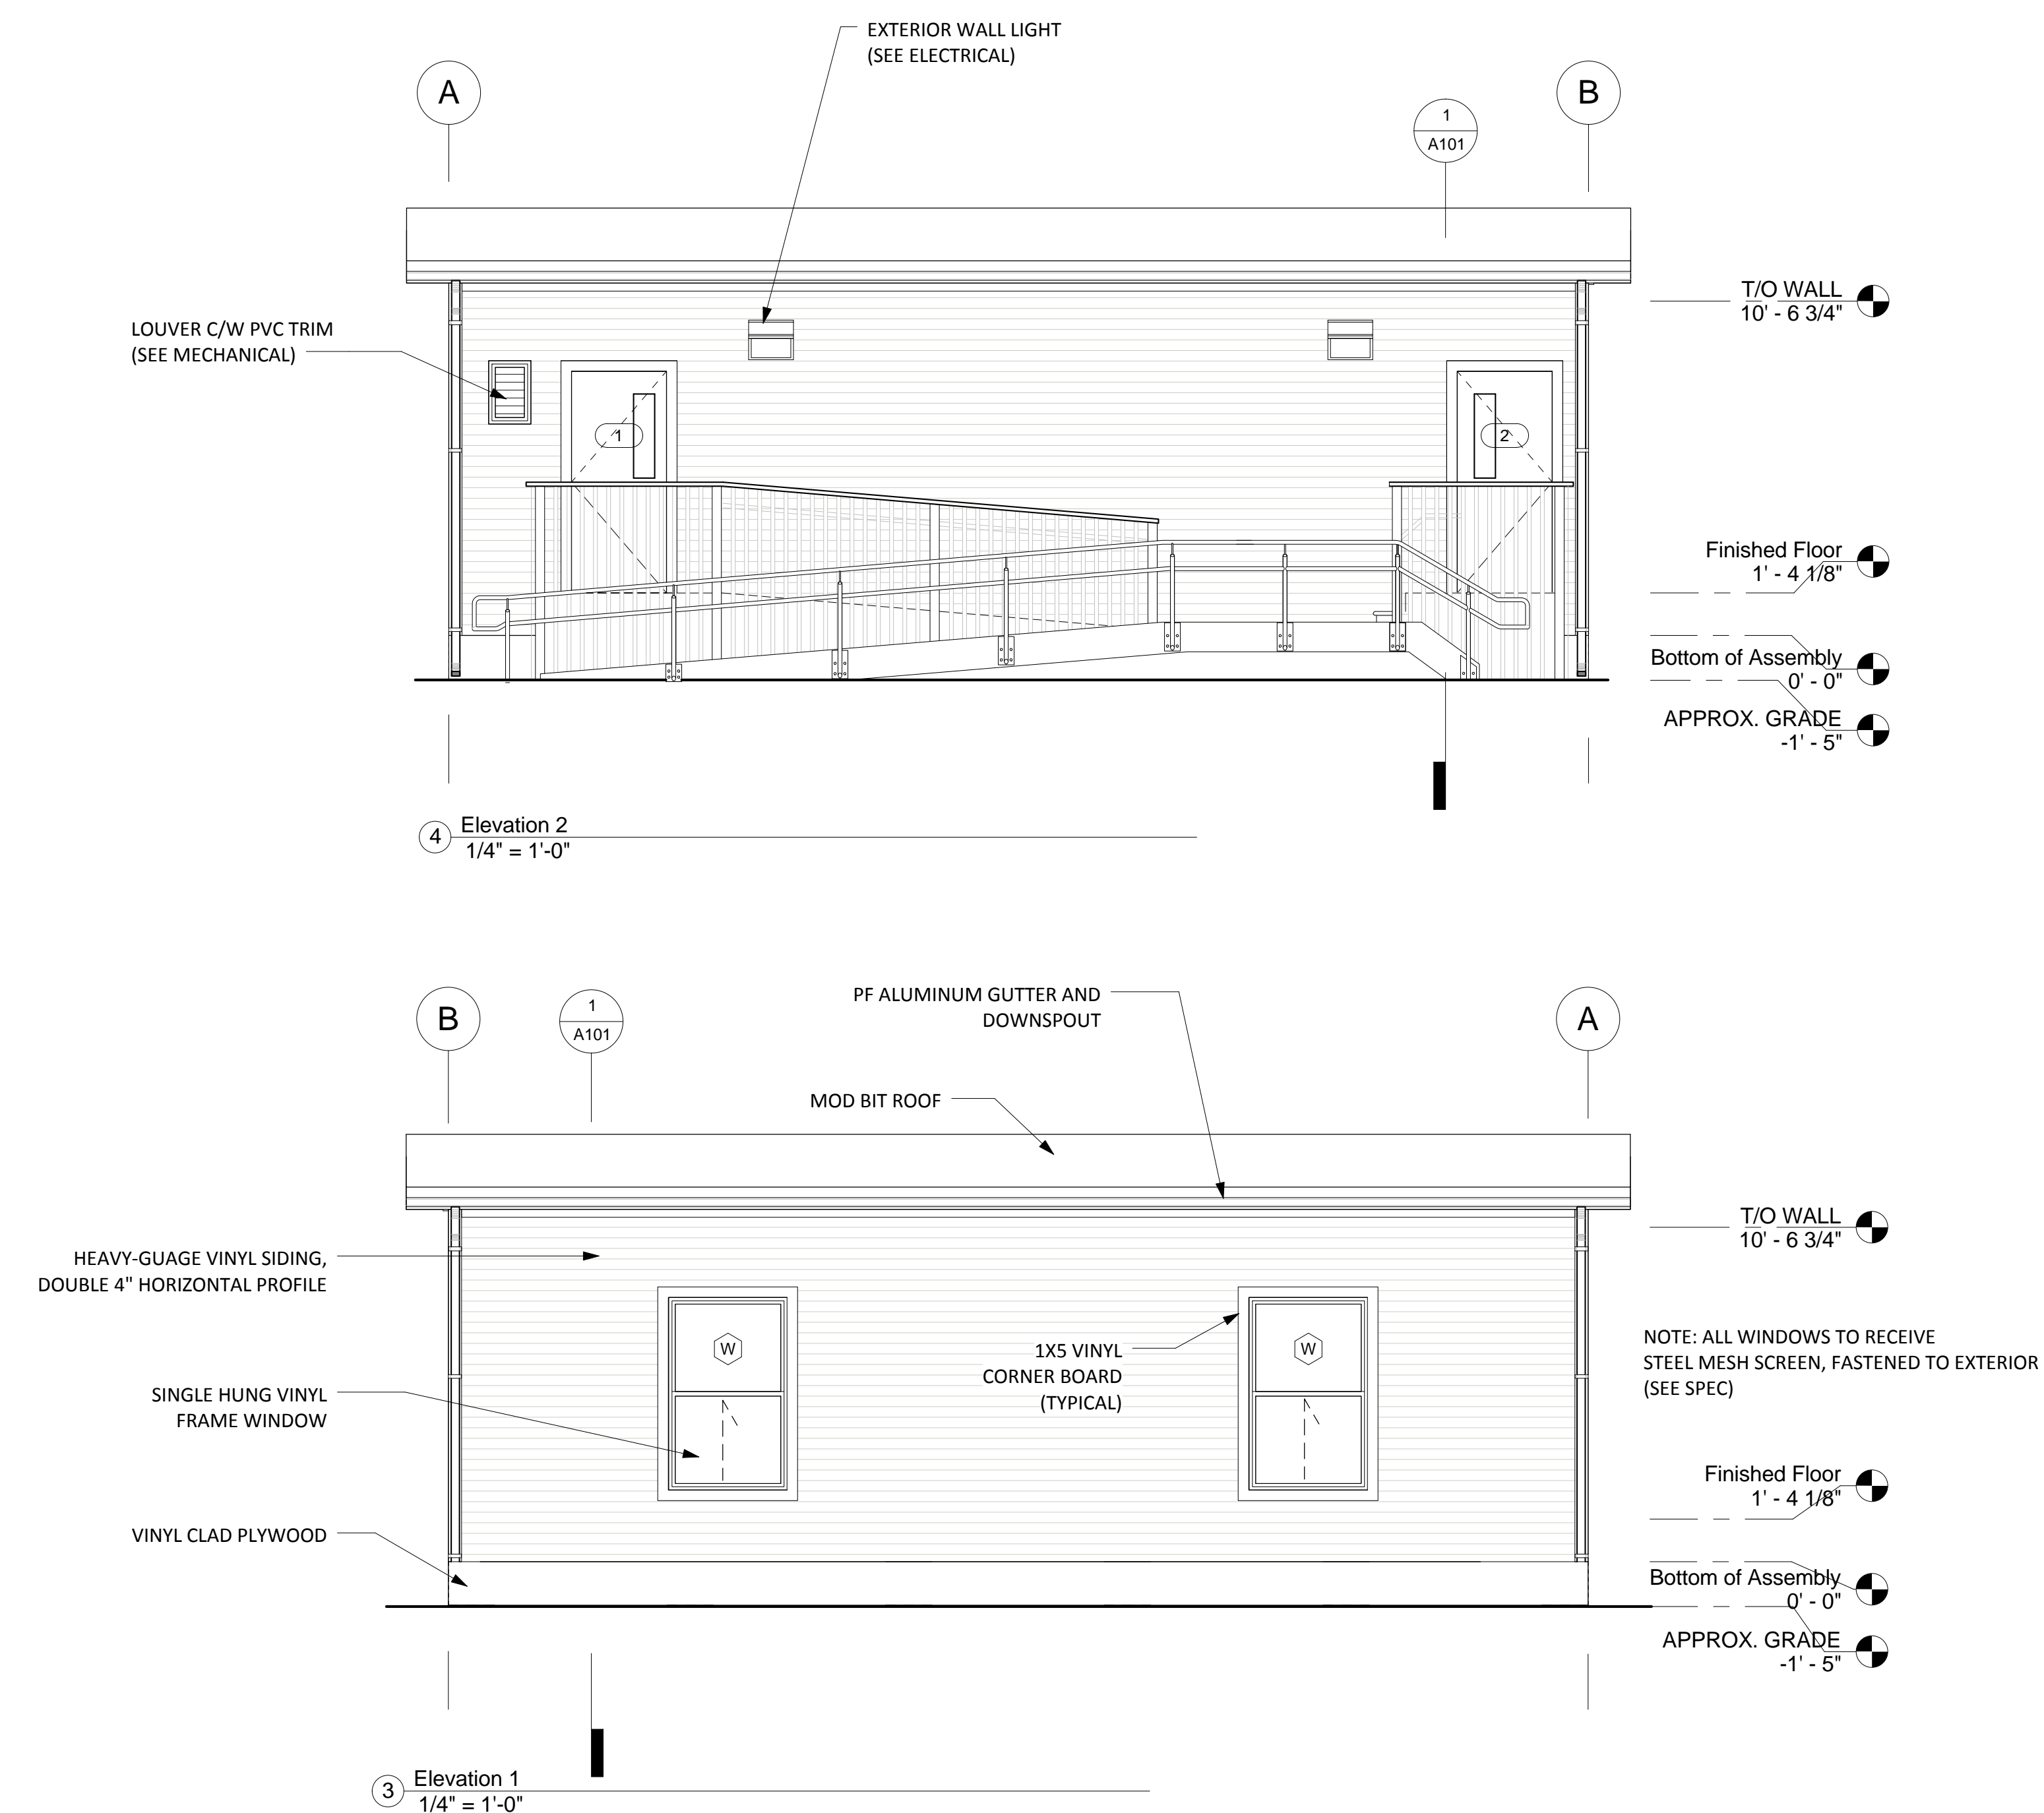 EXTERIOR WALL LIGHT
(SEE ELECTRICAL)
A
B
1
A101
LOUVER C/W PVC TRIM
(SEE MECHANICAL)
T/O WALL
10' - 6 3/4"
1
2
Finished Floor
1' - 4 1/8"
Bottom of Assembly
0' - 0"
APPROX. GRADE
-1' - 5"
4
Elevation 2
1/4" = 1'-0"
B
1
A101
PF ALUMINUM GUTTER AND
DOWNSPOUT
A
MOD BIT ROOF
T/O WALL
10' - 6 3/4"
HEAVY-GUAGE VINYL SIDING,
DOUBLE 4" HORIZONTAL PROFILE
W
1X5 VINYL
CORNER BOARD
(TYPICAL)
W
NOTE: ALL WINDOWS TO RECEIVE
STEEL MESH SCREEN, FASTENED TO EXTERIOR
(SEE SPEC)
SINGLE HUNG VINYL
FRAME WINDOW
Finished Floor
1' - 4 1/8"
VINYL CLAD PLYWOOD
Bottom of Assembly
0' - 0"
APPROX. GRADE
-1' - 5"
3
Elevation 1
1/4" = 1'-0"